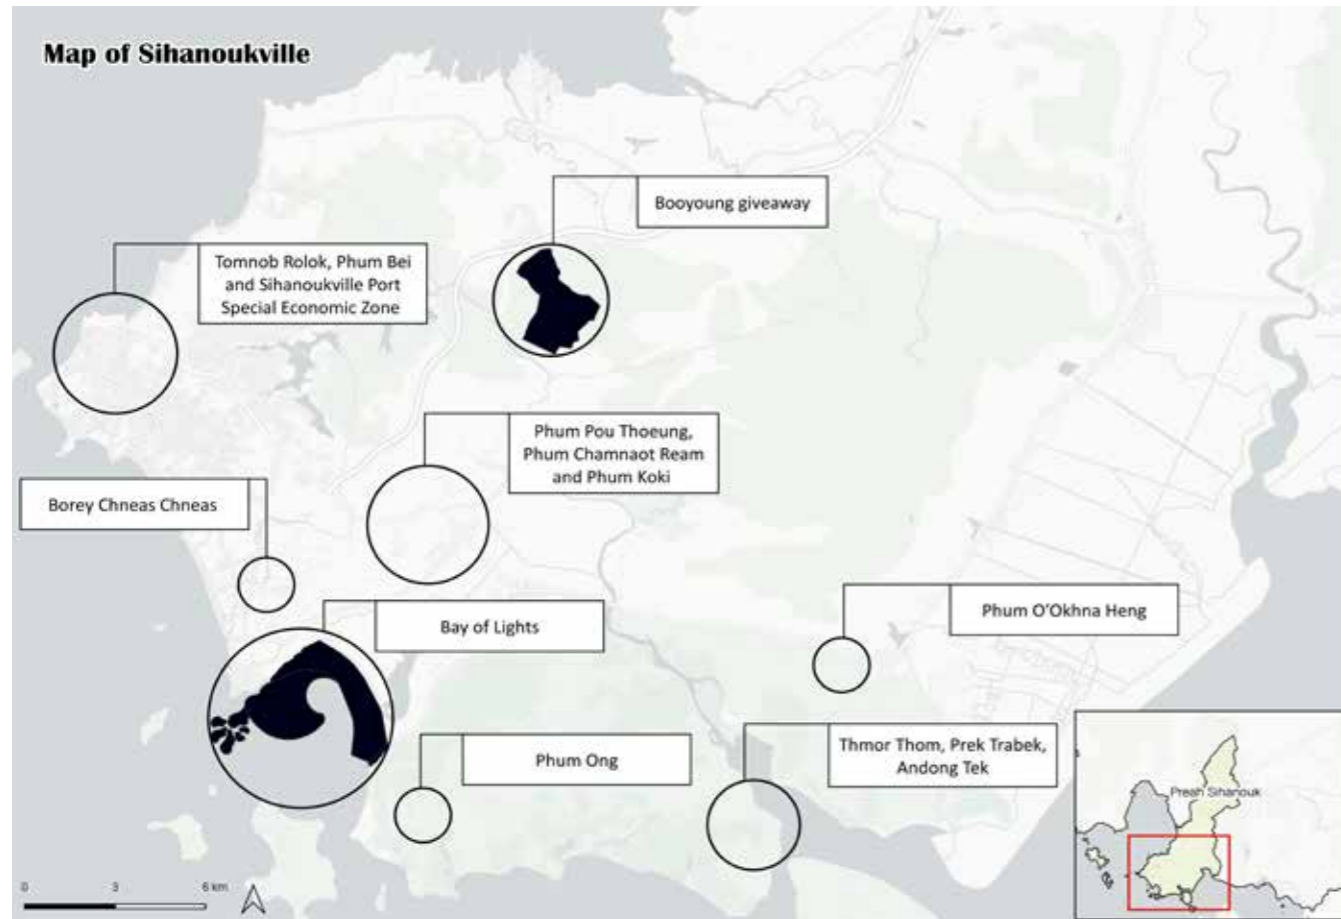 Map of Sihanoukville
Booyoung giveaway
Tomnob Rolok, Phum Bei
and Sihanoukville Port
Special Economic Zone
Phum Pou Thoeung,
Phum Chamnaot Ream
and Phum Koki
Borey Chneas Chneas
Phum O'Okhna Heng
Bay of Lights
Thmor Thom, Prek Trabek,
Andong Tek
Phum Ong
Preah Sihanouk
0 3 6 km